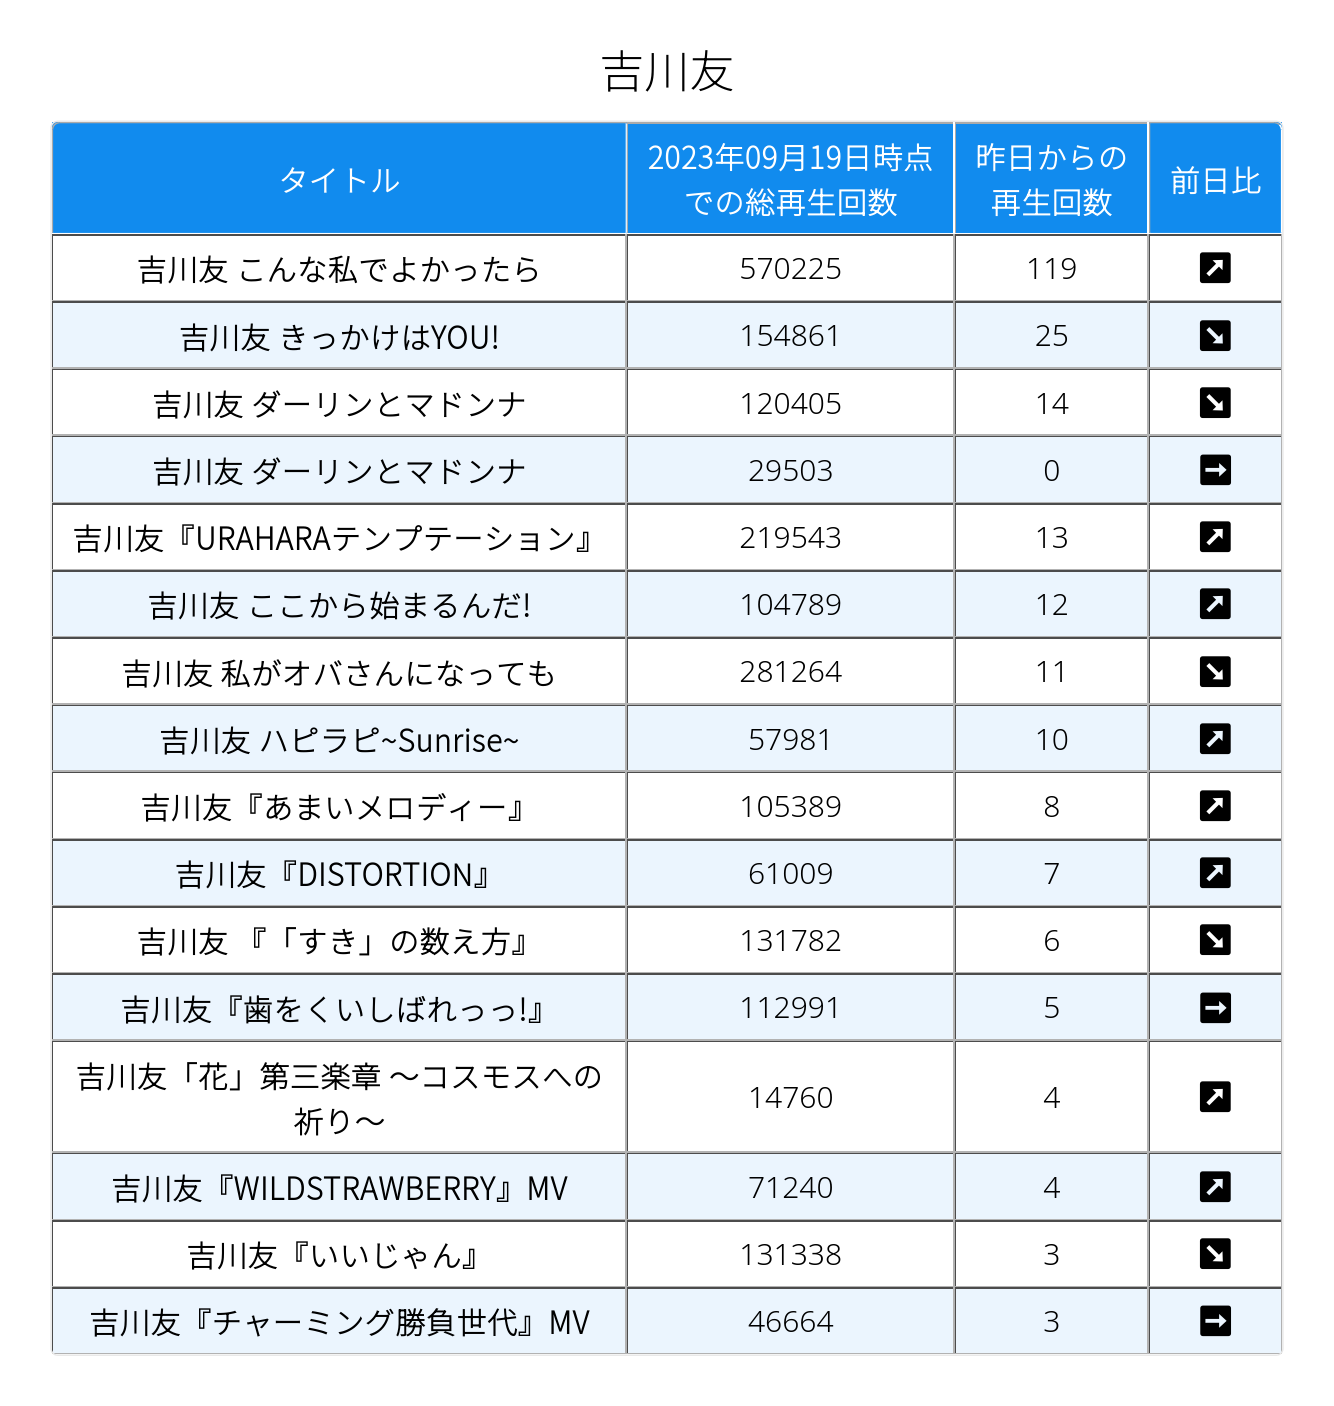 吉川友
タイトル
2023年09月19日時点
での総再生回数
昨日からの
再生回数
前日比
吉川友 こんな私でよかったら 570225 119
吉川友 きっかけはYOU! 154861 25
吉川友 ダーリンとマドンナ 120405 14
吉川友 ダーリンとマドンナ 29503 0
吉川友『URAHARAテンプテーション』 219543 13
吉川友 ここから始まるんだ! 104789 12
吉川友 私がオバさんになっても 281264 11
吉川友 ハピラピ~Sunrise~ 57981 10
吉川友『あまいメロディー』 105389 8
吉川友『DISTORTION』 61009 7
吉川友 『「すき」の数え方』 131782 6
吉川友『歯をくいしばれっっ!』 112991 5
吉川友「花」第三楽章 〜コスモスへの
祈り〜 14760 4
吉川友『WILDSTRAWBERRY』MV 71240 4
吉川友『いいじゃん』 131338 3
吉川友『チャーミング勝負世代』MV 46664 3